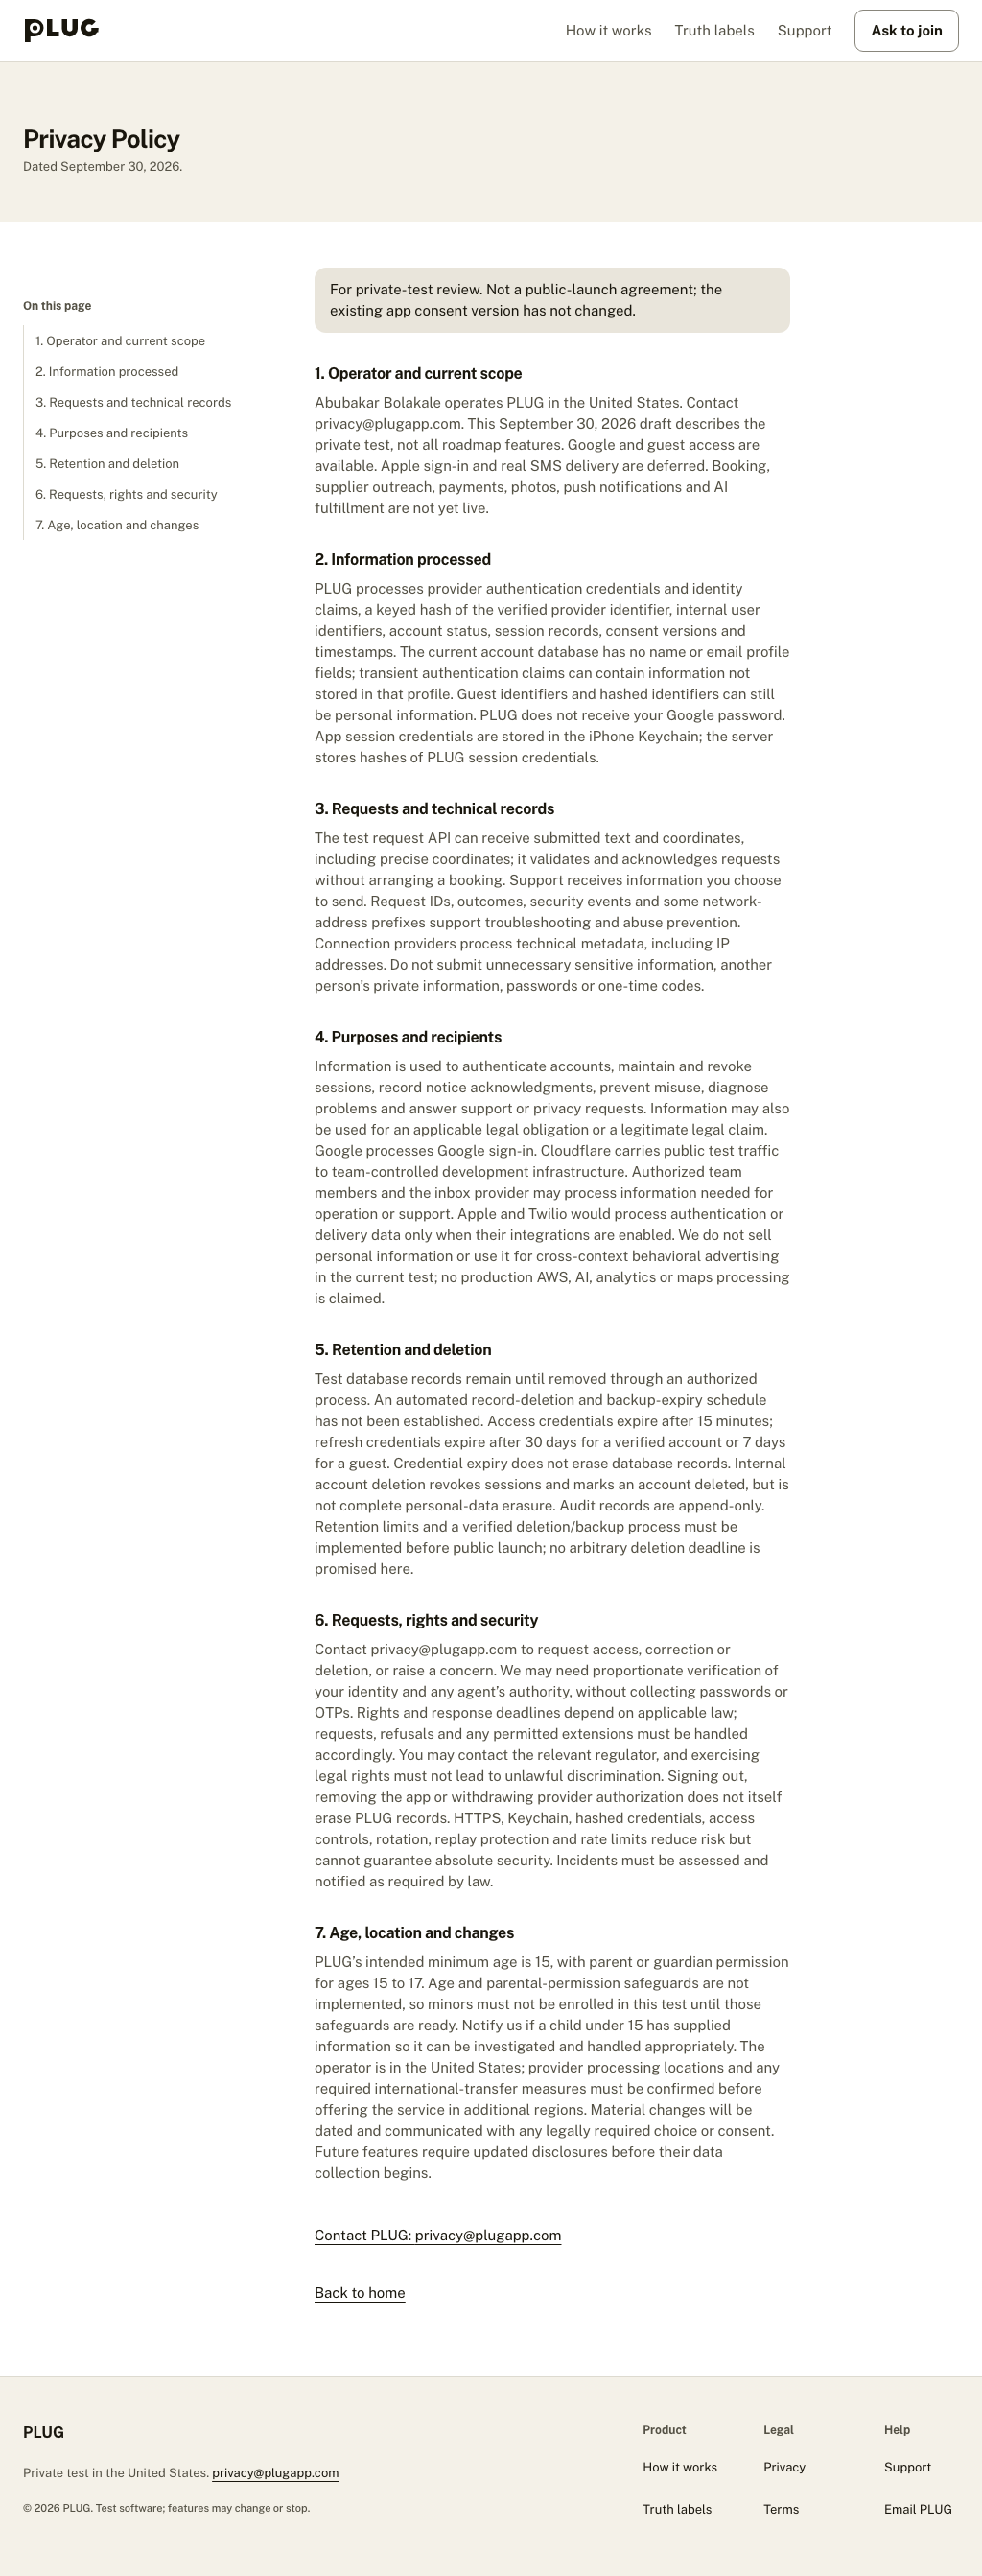 PLUG
How it works
Truth labels
Support
Ask to join
Privacy Policy
Dated September 30, 2026.
On this page
1. Operator and current scope
2. Information processed
3. Requests and technical records
4. Purposes and recipients
5. Retention and deletion
6. Requests, rights and security
7. Age, location and changes
For private-test review. Not a public-launch agreement; the
existing app consent version has not changed.
1. Operator and current scope
Abubakar Bolakale operates PLUG in the United States. Contact
privacy@plugapp.com. This September 30, 2026 draft describes the
private test, not all roadmap features. Google and guest access are
available. Apple sign-in and real SMS delivery are deferred. Booking,
supplier outreach, payments, photos, push notifications and AI
fulfillment are not yet live.
2. Information processed
PLUG processes provider authentication credentials and identity
claims, a keyed hash of the verified provider identifier, internal user
identifiers, account status, session records, consent versions and
timestamps. The current account database has no name or email profile
fields; transient authentication claims can contain information not
stored in that profile. Guest identifiers and hashed identifiers can still
be personal information. PLUG does not receive your Google password.
App session credentials are stored in the iPhone Keychain; the server
stores hashes of PLUG session credentials.
3. Requests and technical records
The test request API can receive submitted text and coordinates,
including precise coordinates; it validates and acknowledges requests
without arranging a booking. Support receives information you choose
to send. Request IDs, outcomes, security events and some network-
address prefixes support troubleshooting and abuse prevention.
Connection providers process technical metadata, including IP
addresses. Do not submit unnecessary sensitive information, another
person’s private information, passwords or one-time codes.
4. Purposes and recipients
Information is used to authenticate accounts, maintain and revoke
sessions, record notice acknowledgments, prevent misuse, diagnose
problems and answer support or privacy requests. Information may also
be used for an applicable legal obligation or a legitimate legal claim.
Google processes Google sign-in. Cloudflare carries public test traffic
to team-controlled development infrastructure. Authorized team
members and the inbox provider may process information needed for
operation or support. Apple and Twilio would process authentication or
delivery data only when their integrations are enabled. We do not sell
personal information or use it for cross-context behavioral advertising
in the current test; no production AWS, AI, analytics or maps processing
is claimed.
5. Retention and deletion
Test database records remain until removed through an authorized
process. An automated record-deletion and backup-expiry schedule
has not been established. Access credentials expire after 15 minutes;
refresh credentials expire after 30 days for a verified account or 7 days
for a guest. Credential expiry does not erase database records. Internal
account deletion revokes sessions and marks an account deleted, but is
not complete personal-data erasure. Audit records are append-only.
Retention limits and a verified deletion/backup process must be
implemented before public launch; no arbitrary deletion deadline is
promised here.
6. Requests, rights and security
Contact privacy@plugapp.com to request access, correction or
deletion, or raise a concern. We may need proportionate verification of
your identity and any agent’s authority, without collecting passwords or
OTPs. Rights and response deadlines depend on applicable law;
requests, refusals and any permitted extensions must be handled
accordingly. You may contact the relevant regulator, and exercising
legal rights must not lead to unlawful discrimination. Signing out,
removing the app or withdrawing provider authorization does not itself
erase PLUG records. HTTPS, Keychain, hashed credentials, access
controls, rotation, replay protection and rate limits reduce risk but
cannot guarantee absolute security. Incidents must be assessed and
notified as required by law.
7. Age, location and changes
PLUG’s intended minimum age is 15, with parent or guardian permission
for ages 15 to 17. Age and parental-permission safeguards are not
implemented, so minors must not be enrolled in this test until those
safeguards are ready. Notify us if a child under 15 has supplied
information so it can be investigated and handled appropriately. The
operator is in the United States; provider processing locations and any
required international-transfer measures must be confirmed before
offering the service in additional regions. Material changes will be
dated and communicated with any legally required choice or consent.
Future features require updated disclosures before their data
collection begins.
Contact PLUG: privacy@plugapp.com
Back to home
PLUG
Private test in the United States. privacy@plugapp.com
© 2026 PLUG. Test software; features may change or stop.
Product
How it works
Truth labels
Legal
Privacy
Terms
Help
Support
Email PLUG